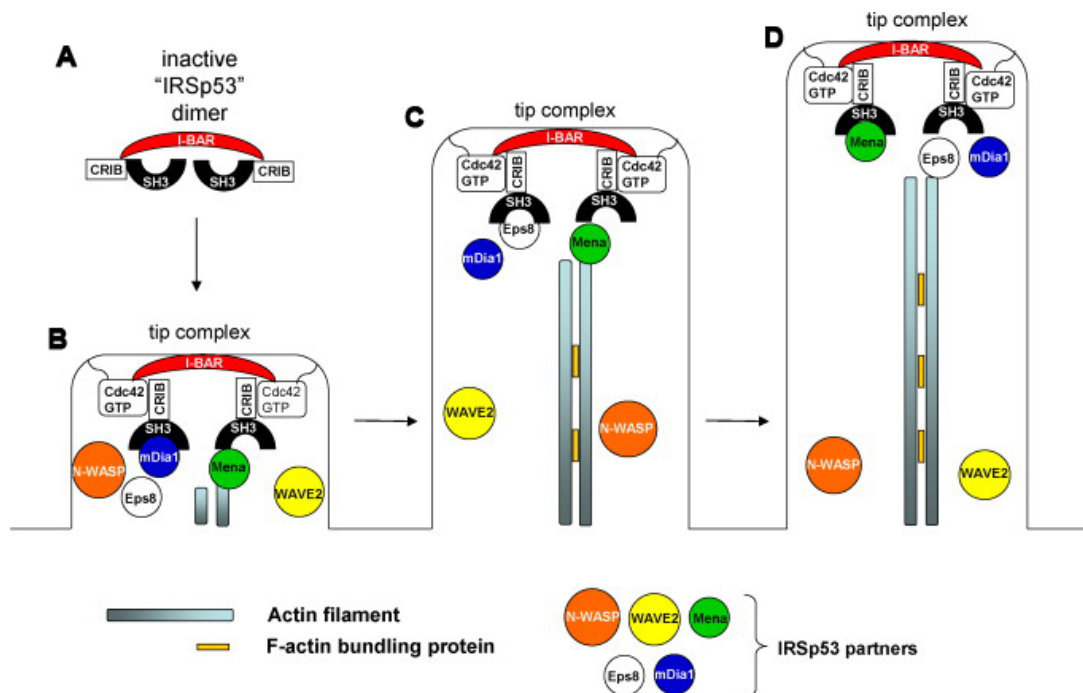 A
inactive
“IRSp53”
dimer
I-BAR
CRIB
SH3
SH3
CRIB
B
tip complex
I-BAR
Cdc42
GTP
CRIB
CRIB
Cdc42
GTP
SH3
SH3
N-WASP
mDia1
Mena
Eps8
WAVE2
C
tip complex
I-BAR
Cdc42
GTP
CRIB
CRIB
Cdc42
GTP
SH3
SH3
Eps8
mDia1
Mena
WAVE2
N-WASP
D
tip complex
I-BAR
Cdc42
GTP
CRIB
CRIB
Cdc42
GTP
SH3
SH3
Mena
Eps8
mDia1
N-WASP
WAVE2
Actin filament
F-actin bundling protein
N-WASP
WAVE2
Mena
Eps8
mDia1
IRSp53 partners